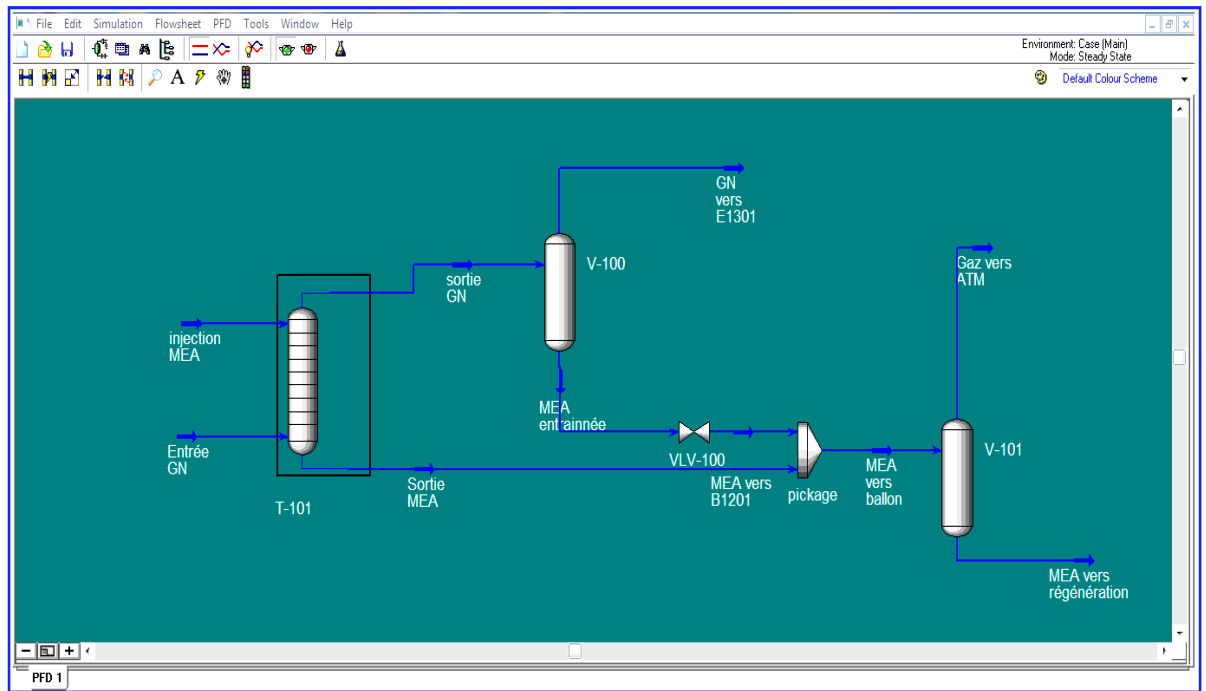 File Edit Simulation Flowsheet PFD Tools Window Help
Environment: Case (Main)
Mode: Steady State
A
Default Colour Scheme
GN
vers
E1301
V-100
sortie
GN
Gaz vers
ATM
injection
MEA
MEA
entrainnée
Entrée
GN
VLV-100
V-101
MEA
vers
ballon
Sortie
MEA
MEA vers
B1201
pickage
T-101
MEA vers
régénération
PFD 1